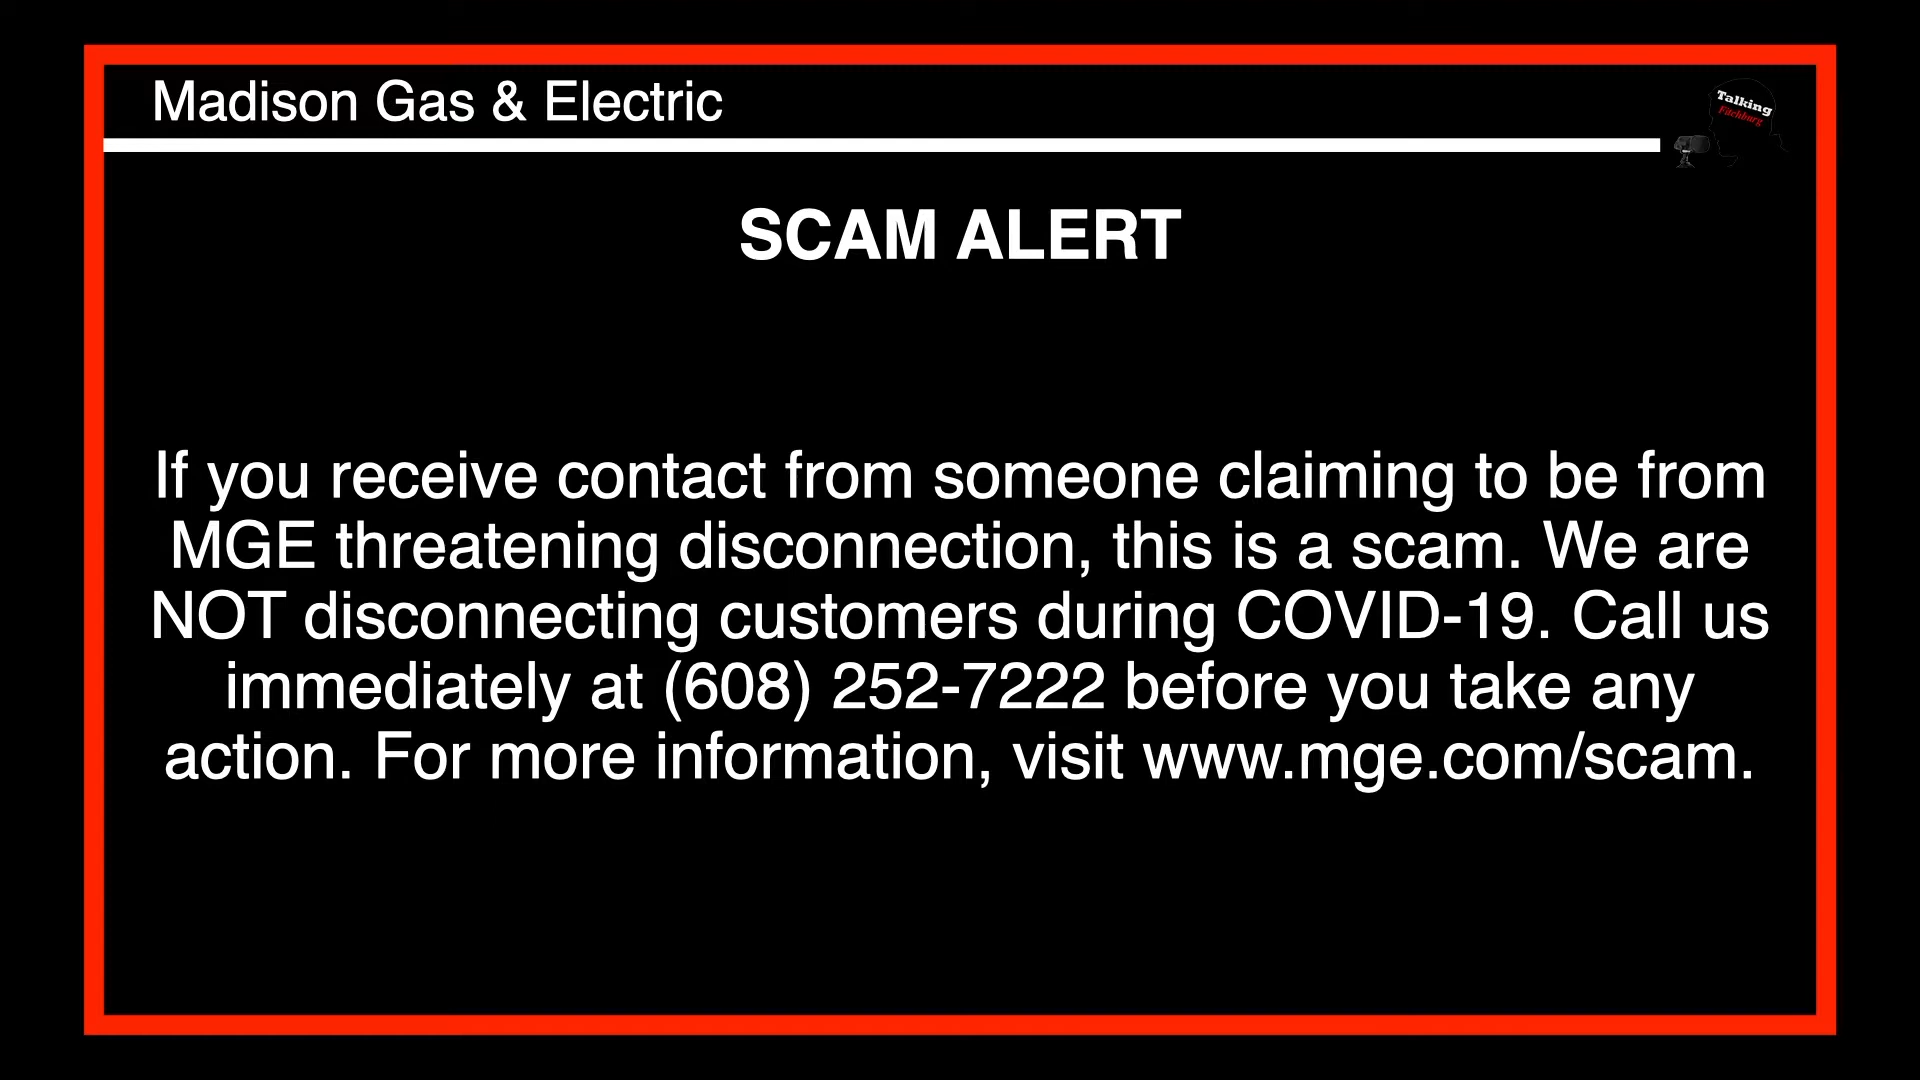 Madison Gas & Electric
Talking
Fitchburg
SCAM ALERT
If you receive contact from someone claiming to be from
MGE threatening disconnection, this is a scam. We are
NOT disconnecting customers during COVID-19. Call us
immediately at (608) 252-7222 before you take any
action. For more information, visit www.mge.com/scam.